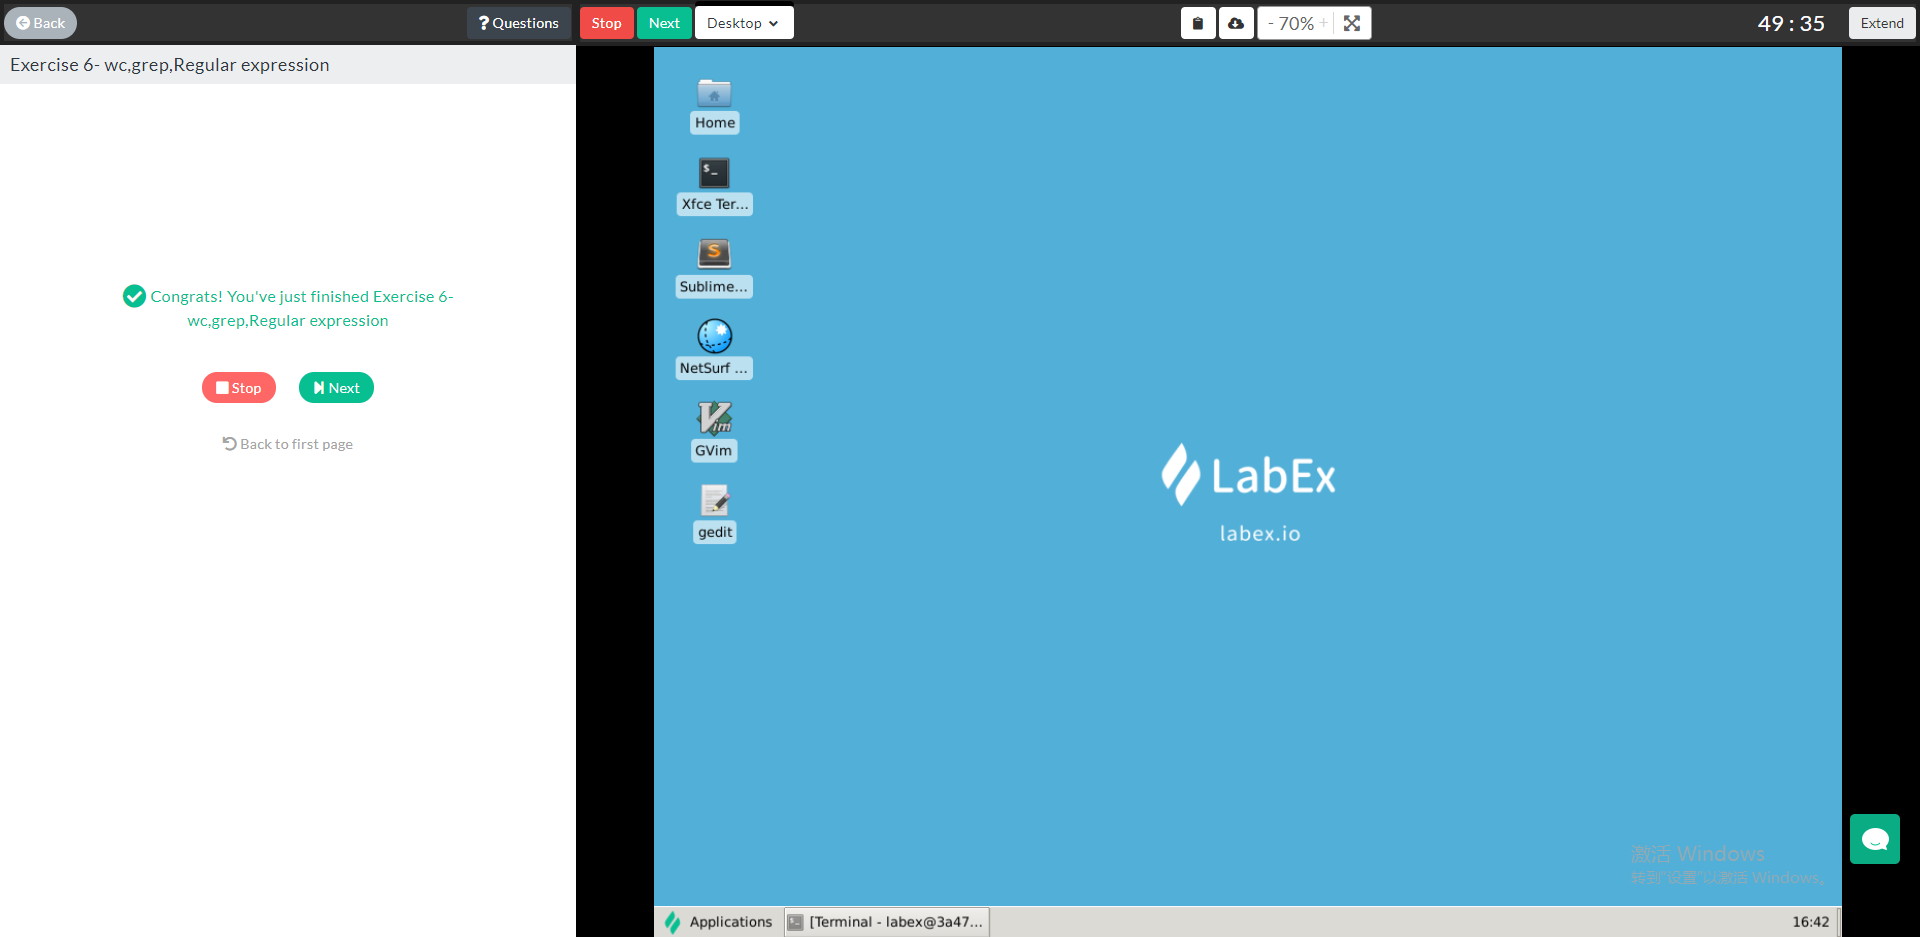 Back
? Questions
Stop
Next
Desktop
- 70% +
49 : 35
Extend
Exercise 6- wc,grep,Regular expression
Congrats! You've just finished Exercise 6-
wc,grep,Regular expression
Stop
Next
Back to first page
Home
$_
Xfce Ter...
S
Sublime...
NetSurf ...
Vim
GVim
gedit
LabEx
labex.io
激活 Windows
转到"设置"以激活 Windows。
Applications
[Terminal - labex@3a47...
16:42